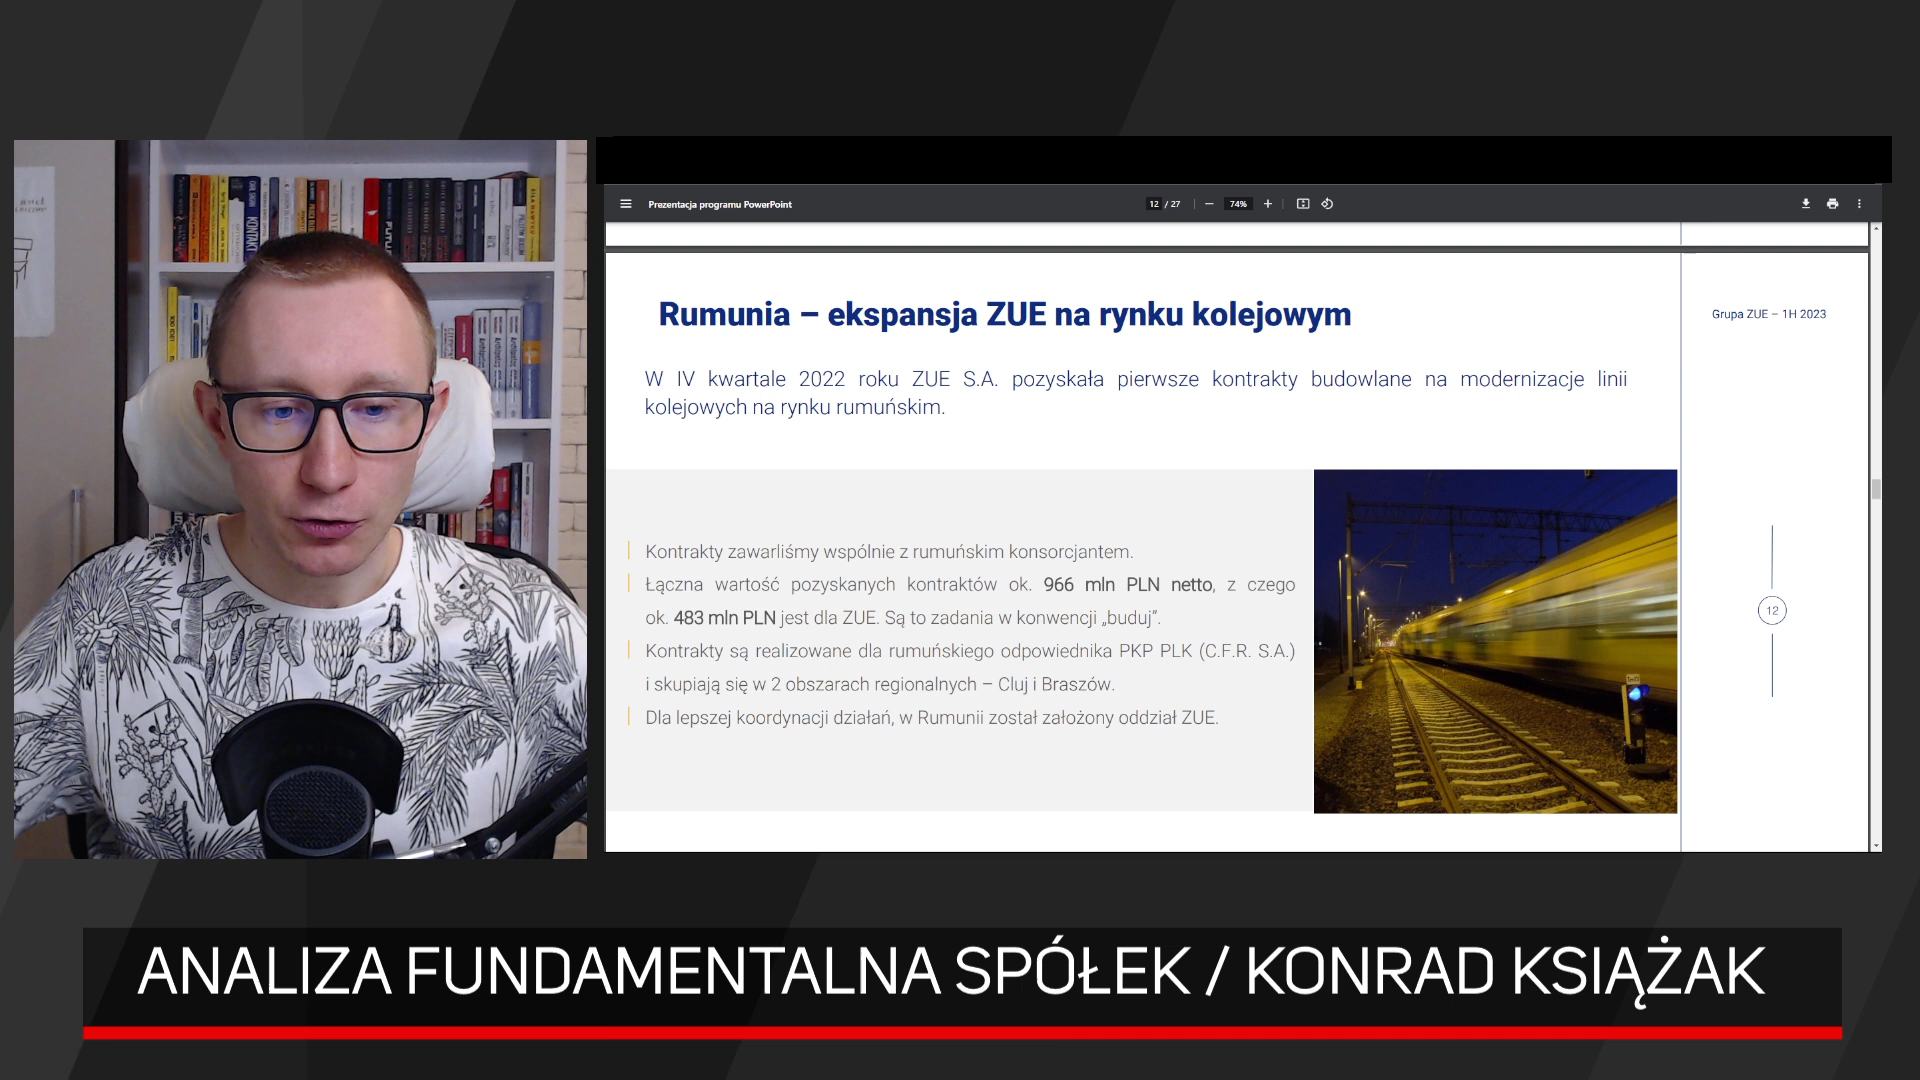 Prezentacja programu PowerPoint
12 / 27
74%
Rumunia – ekspansja ZUE na rynku kolejowym
Grupa ZUE – 1H 2023
W IV kwartale 2022 roku ZUE S.A. pozyskała pierwsze kontrakty budowlane na modernizacje linii
kolejowych na rynku rumuńskim.
Kontrakty zawarliśmy wspólnie z rumuńskim konsorcjantem.
Łączna wartość pozyskanych kontraktów ok. 966 mln PLN netto, z czego
ok. 483 mln PLN jest dla ZUE. Są to zadania w konwencji „buduj”.
Kontrakty są realizowane dla rumuńskiego odpowiednika PKP PLK (C.F.R. S.A.)
i skupiają się w 2 obszarach regionalnych – Cluj i Braszów.
Dla lepszej koordynacji działań, w Rumunii został założony oddział ZUE.
12
KONTAKT
ANALIZA FUNDAMENTALNA SPÓŁEK / KONRAD KSIĄŻAK